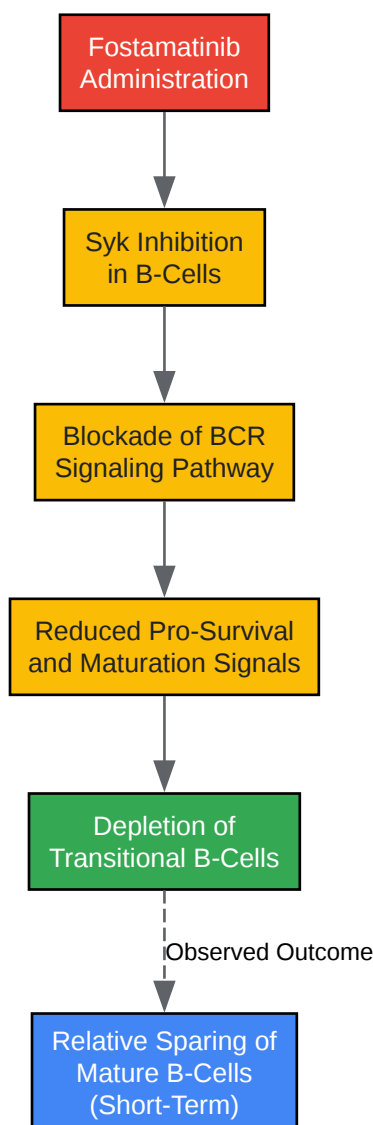 Fostamatinib
Administration
Syk Inhibition
in B-Cells
Blockade of BCR
Signaling Pathway
Reduced Pro-Survival
and Maturation Signals
Depletion of
Transitional B-Cells
Observed Outcome
Relative Sparing of
Mature B-Cells
(Short-Term)